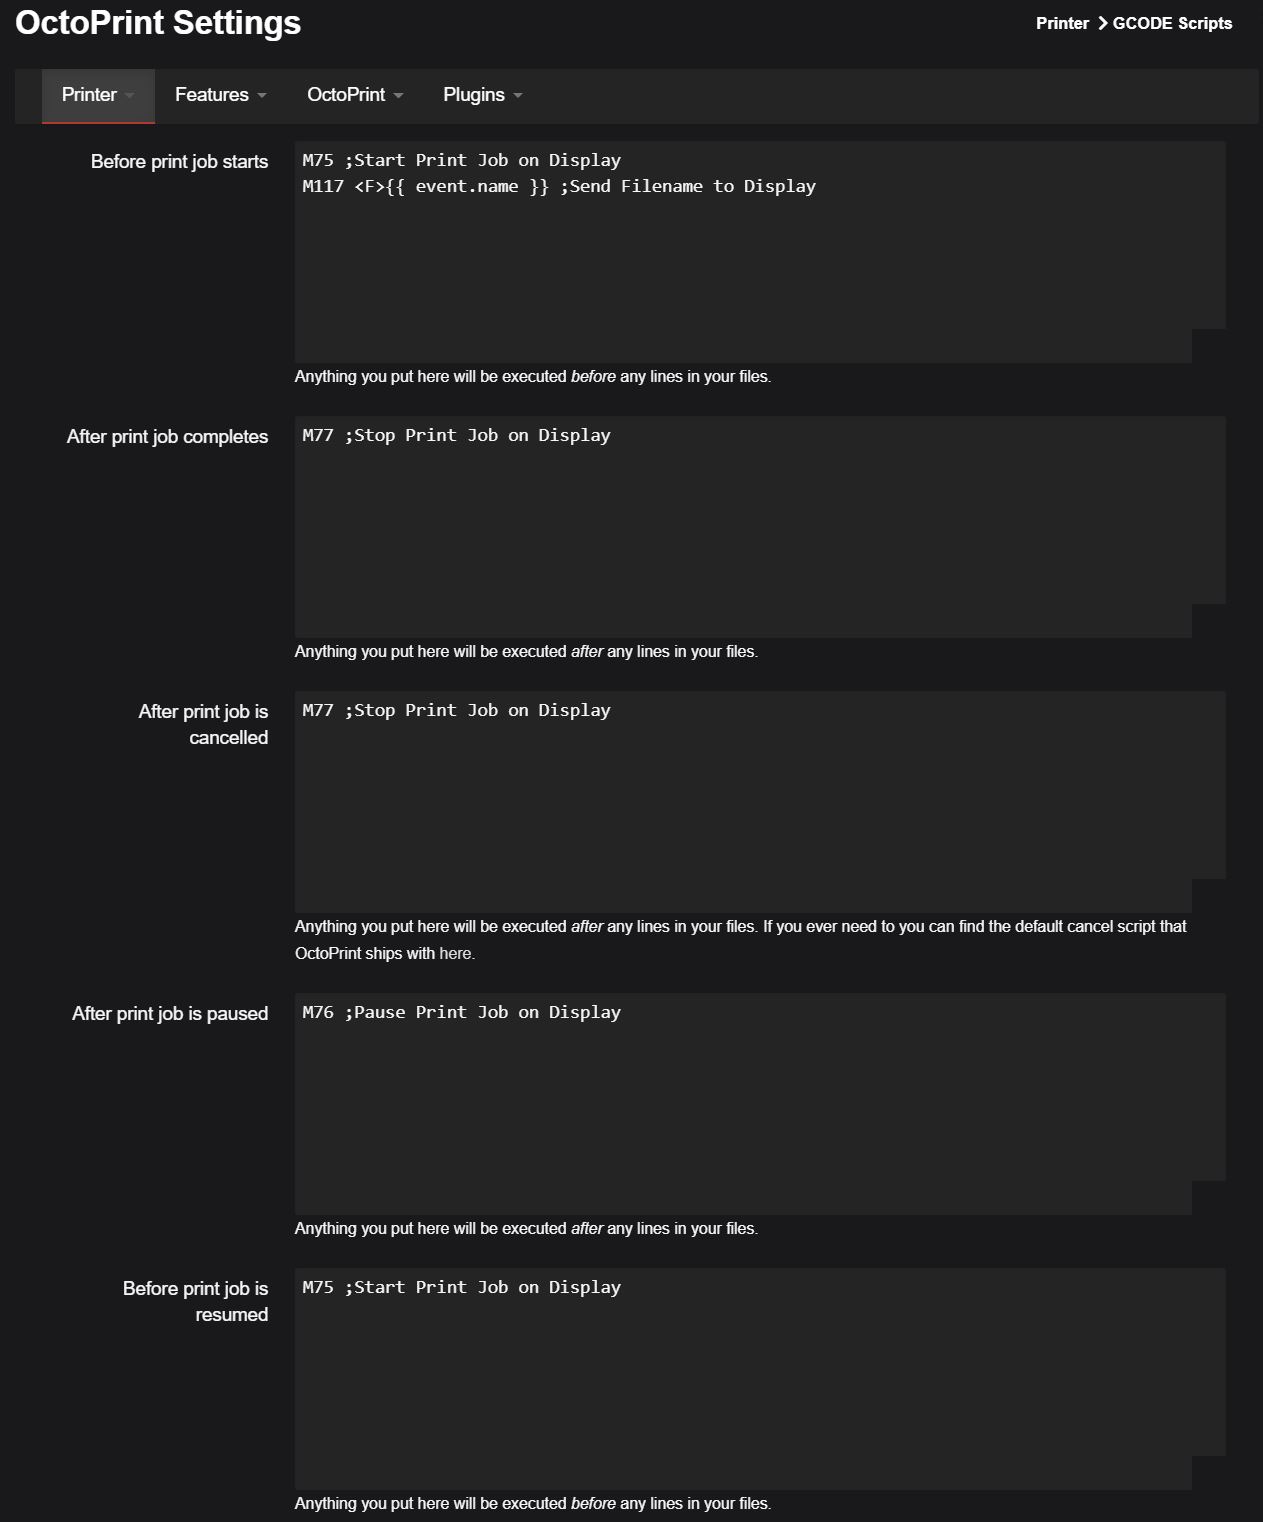 OctoPrint Settings
Printer > GCODE Scripts
Printer
Features
OctoPrint
Plugins
Before print job starts
M75 ;Start Print Job on Display
M117 <F>{{ event.name }} ;Send Filename to Display
Anything you put here will be executed before any lines in your files.
After print job completes
M77 ;Stop Print Job on Display
Anything you put here will be executed after any lines in your files.
After print job is
cancelled
M77 ;Stop Print Job on Display
Anything you put here will be executed after any lines in your files. If you ever need to you can find the default cancel script that
OctoPrint ships with here.
After print job is paused
M76 ;Pause Print Job on Display
Anything you put here will be executed after any lines in your files.
Before print job is
resumed
M75 ;Start Print Job on Display
Anything you put here will be executed before any lines in your files.